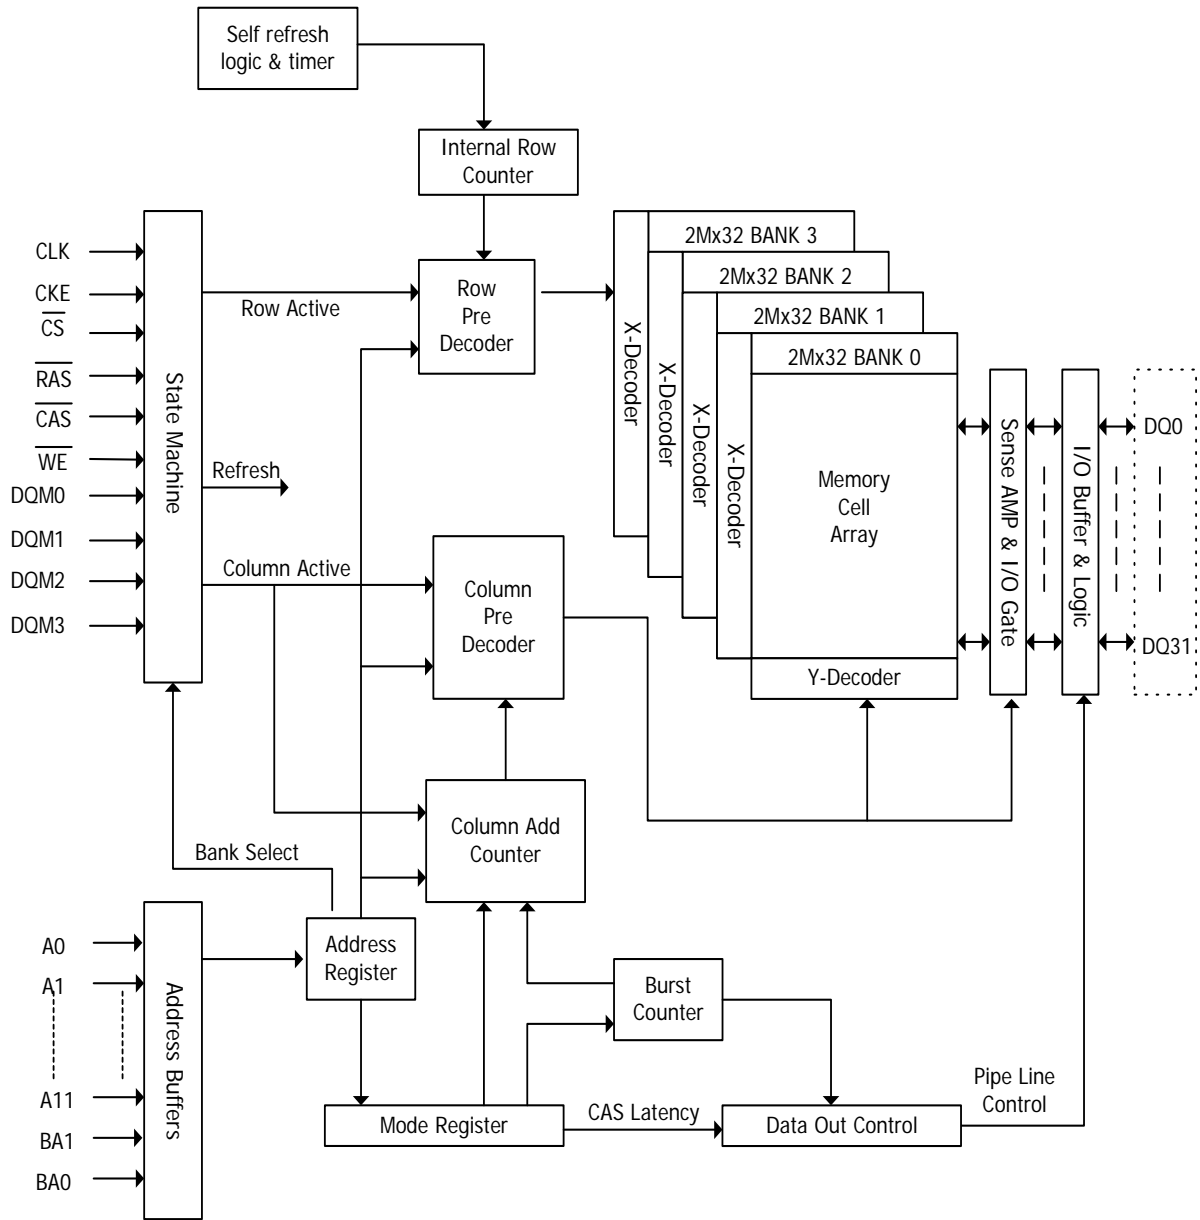 Self refresh
logic & timer
Internal Row
Counter
CLK
CKE
CS
RAS
CAS
WE
DQM0
DQM1
DQM2
DQM3
State Machine
Row Active
Refresh
Column Active
Bank Select
Row
Pre
Decoder
Column
Pre
Decoder
Column Add
Counter
X-Decoder
X-Decoder
X-Decoder
X-Decoder
2Mx32 BANK 3
2Mx32 BANK 2
2Mx32 BANK 1
2Mx32 BANK 0
Memory
Cell
Array
Y-Decoder
Sense AMP & I/O Gate
I/O Buffer & Logic
DQ0
DQ31
A0
A1
A11
BA1
BA0
Address Buffers
Address
Register
Burst
Counter
Mode Register
CAS Latency
Data Out Control
Pipe Line
Control